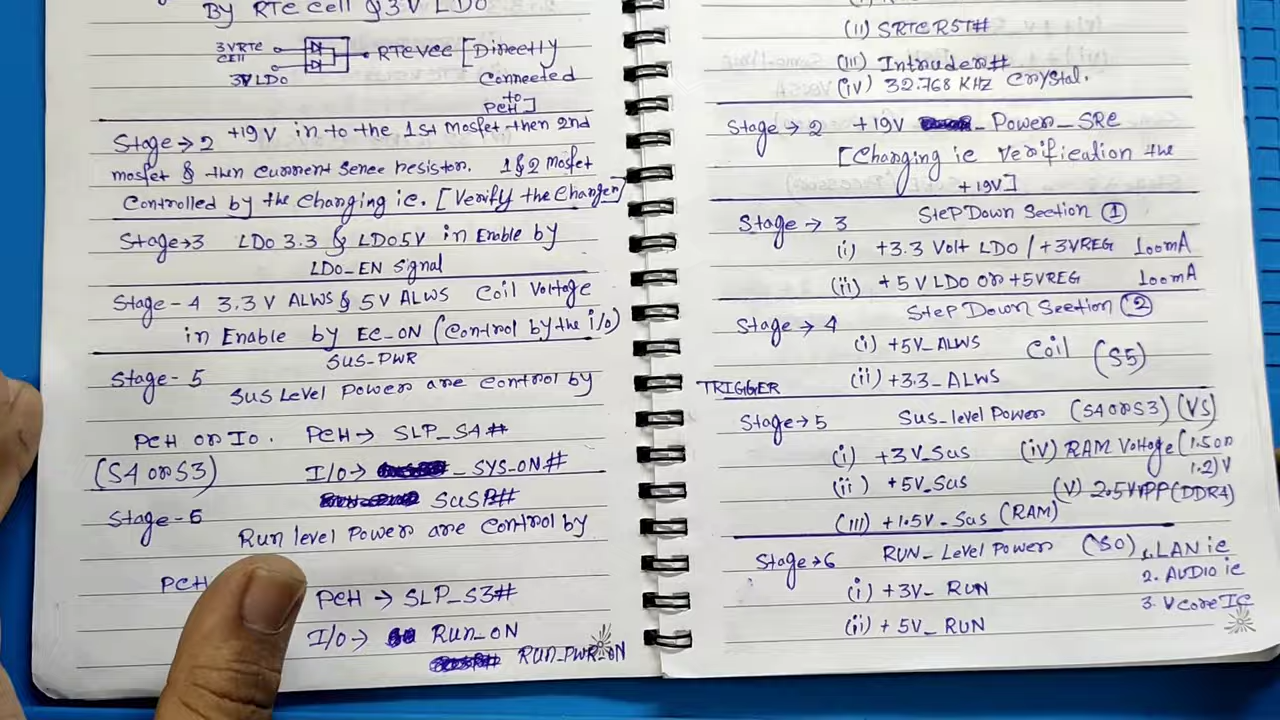 By RTC Cell & 3V LDO
3VRTC
Cell
3VLDO
RTCVCC [Directly
Connected
to
PCH]
Stage → 2 +19V in to the 1st Mosfet then 2nd
mosfet & then current sence resistor. 1&2 Mosfet
Controlled by the Charging ic. [Verify the Charger]
Stage→3 LDO 3.3 & LDO5V in Enable by
LDO_EN Signal
Stage-4 3.3V ALWS & 5V ALWS Coil Voltage
in Enable by EC_ON (Control by the i/o)
SUS_PWR
Stage-5
SUS Level Power are control by
PCH or IO. PCH → SLP_S4#
(S4 or S3) I/O → _SYS_ON#
SUSP#
Stage-6
Run level Power are control by
PCH
PCH → SLP_S3#
I/O → Run_ON
RUN_PWR_ON
(ii) SRTCRST#
(iii) Intruder#
(iv) 32.768 KHZ Crystal.
Stage → 2 +19V _Power_SRC
[Charging ic Verification the
+19V]
Stage → 3 StepDown Section ①
(i) +3.3 Volt LDO / +3VREG 100mA
(ii) +5V LDO or +5VREG 100mA
Stage → 4 StepDown Section ②
(i) +5V_ALWS Coil (S5)
(ii) +3.3_ALWS
TRIGGER
Stage → 5 SUS_level Power (S4 or S3) (VS)
(i) +3V_SUS (iv) RAM Voltage (1.5 or
1.2)V
(ii) +5V_SUS (V) 2.5VPP(DDR4)
(iii) +1.5V_SUS (RAM)
Stage → 6 RUN_Level Power (S0) 1. LAN ic
2. AUDIO ic
(i) +3V_RUN 3. Vcore IC
(ii) +5V_RUN